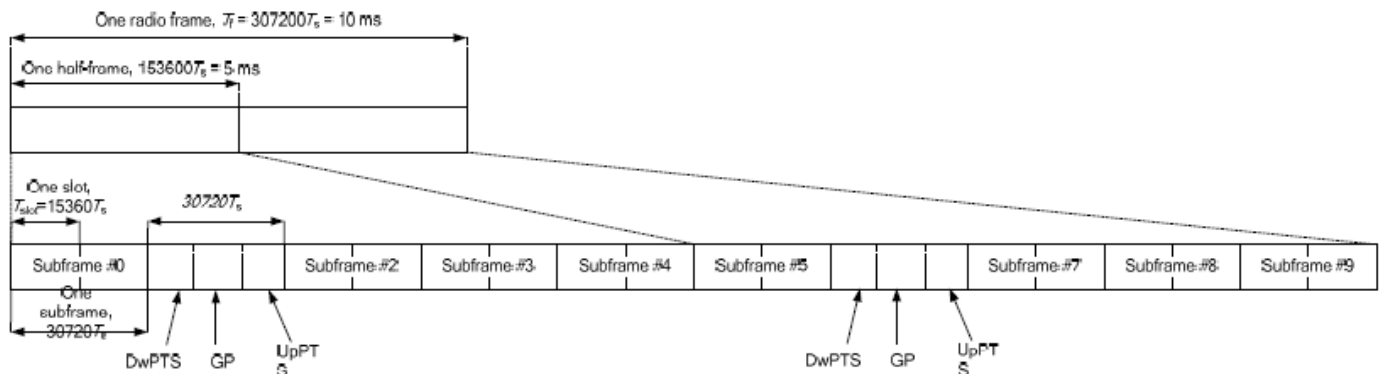 One radio frame, Tf = 307200Ts = 10 ms
One half-frame, 153600Ts = 5 ms
One slot,
Tslot=15360Ts
30720Ts
Subframe #0
Subframe #2
Subframe #3
Subframe #4
Subframe #5
Subframe #7
Subframe #8
Subframe #9
One
subframe,
30720Ts
DwPTS
GP
UpPT
S
DwPTS
GP
UpPT
S